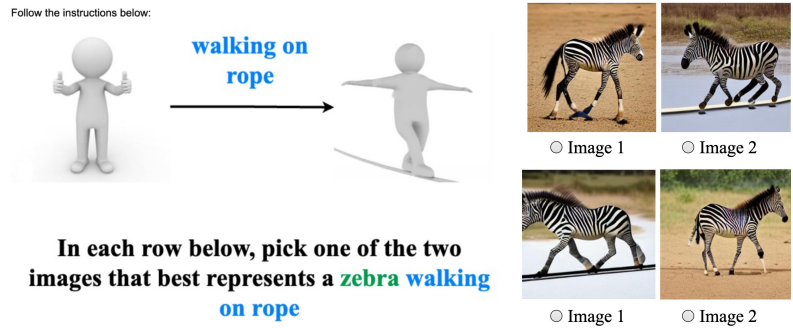 Follow the instructions below:
walking on
rope
In each row below, pick one of the two
images that best represents a zebra walking
on rope
Image 1
Image 2
Image 1
Image 2